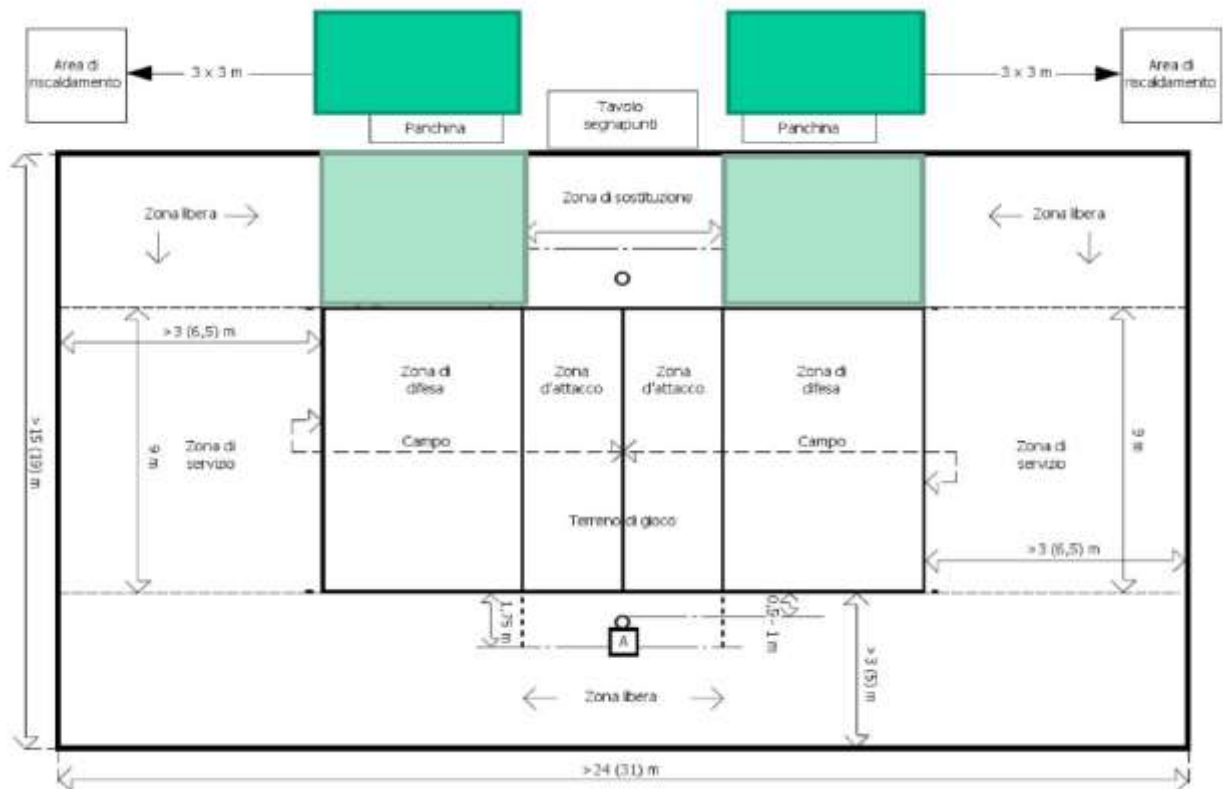 Area di
riscaldamento
3 x 3 m
3 x 3 m
Area di
riscaldamento
Panchina
Tavolo
segnapunti
Panchina
Zona libera
Zona di sostituzione
Zona libera
>3 (6,5) m
Zona di
difesa
Zona
d'attacco
Zona
d'attacco
Zona di
difesa
>15 (19) m
9 m
Zona di
servizio
Campo
Campo
Zona di
servizio
9 m
Terreno di gioco
>3 (6,5) m
1,75 m
A
0,5 - 1 m
>3 (5) m
Zona libera
>24 (31) m